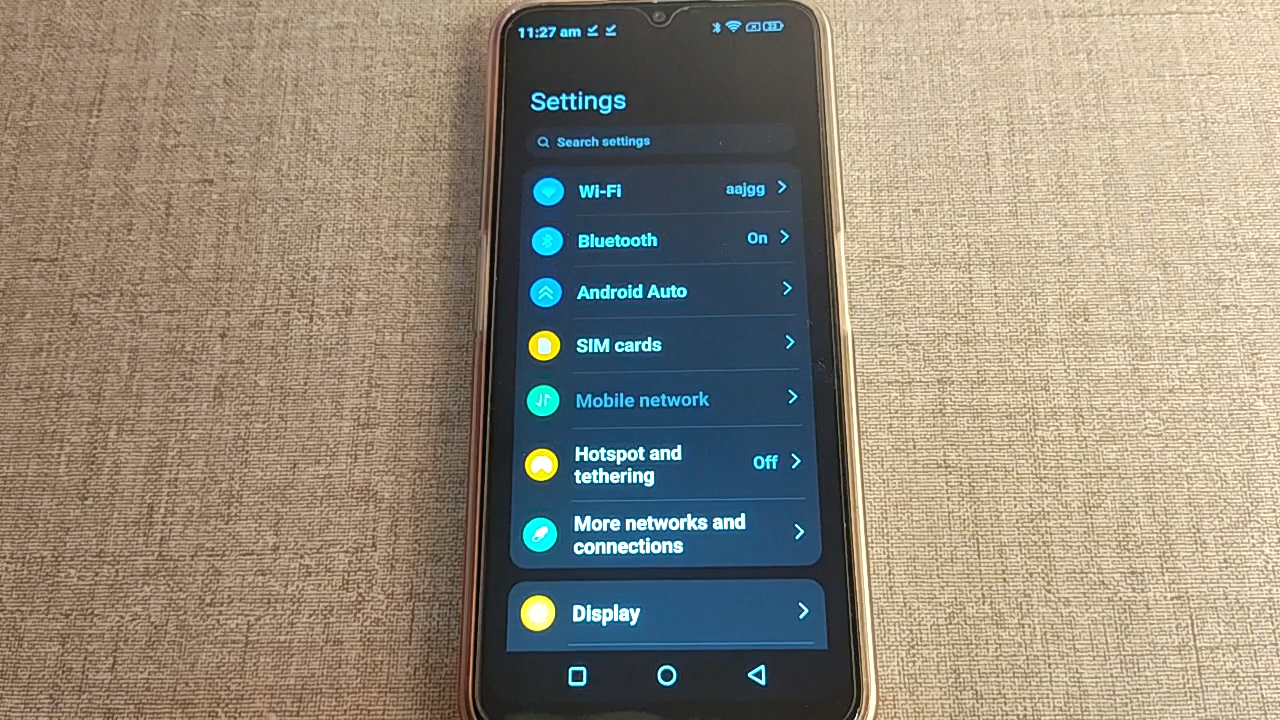 11:27 am
Settings
Search settings
Wi-Fi aajgg
Bluetooth On
Android Auto
SIM cards
Mobile network
Hotspot and
tethering Off
More networks and
connections
Display